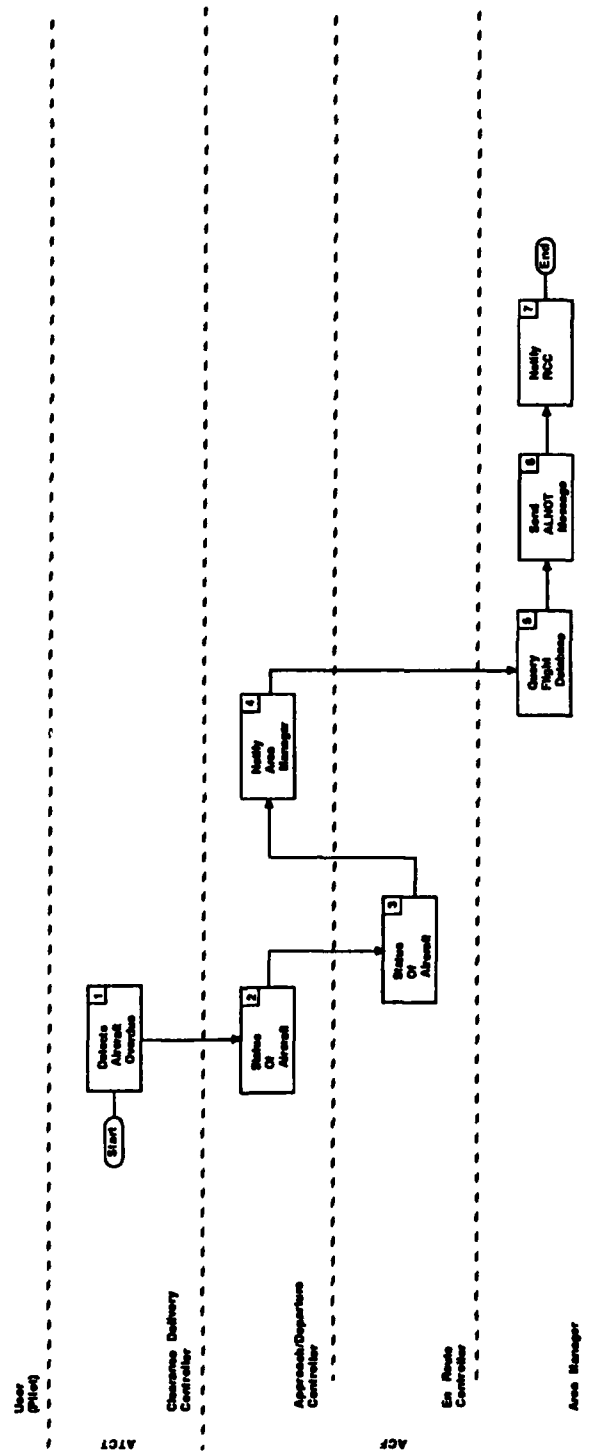 User
(Pilot)
ATCT
Clearance Delivery
Controller
Approach/Departure
Controller
ACF
En Route
Controller
Area Manager
Start
1
Detects
Aircraft
Overdue
2
Status
Of
Aircraft
3
Status
Of
Aircraft
4
Notify
Area
Manager
5
Query
Flight
Database
6
Send
ALNOT
Message
7
Notify
RCC
End